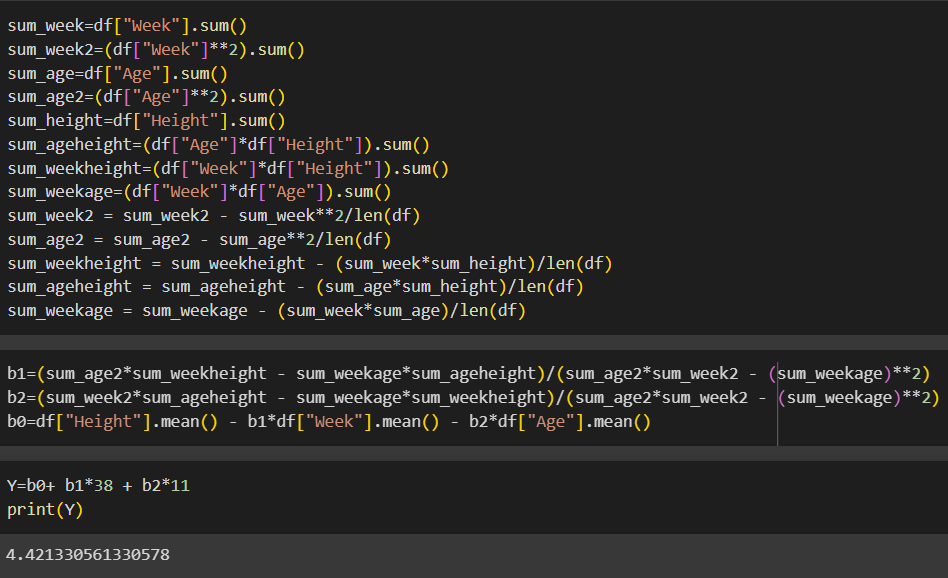 sum_week=df["Week"].sum()
sum_week2=(df["Week"]**2).sum()
sum_age=df["Age"].sum()
sum_age2=(df["Age"]**2).sum()
sum_height=df["Height"].sum()
sum_ageheight=(df["Age"]*df["Height"]).sum()
sum_weekheight=(df["Week"]*df["Height"]).sum()
sum_weekage=(df["Week"]*df["Age"]).sum()
sum_week2 = sum_week2 - sum_week**2/len(df)
sum_age2 = sum_age2 - sum_age**2/len(df)
sum_weekheight = sum_weekheight - (sum_week*sum_height)/len(df)
sum_ageheight = sum_ageheight - (sum_age*sum_height)/len(df)
sum_weekage = sum_weekage - (sum_week*sum_age)/len(df)
b1=(sum_age2*sum_weekheight - sum_weekage*sum_ageheight)/(sum_age2*sum_week2 - (sum_weekage)**2)
b2=(sum_week2*sum_ageheight - sum_weekage*sum_weekheight)/(sum_age2*sum_week2 - (sum_weekage)**2)
b0=df["Height"].mean() - b1*df["Week"].mean() - b2*df["Age"].mean()
Y=b0+ b1*38 + b2*11
print(Y)
4.421330561330578